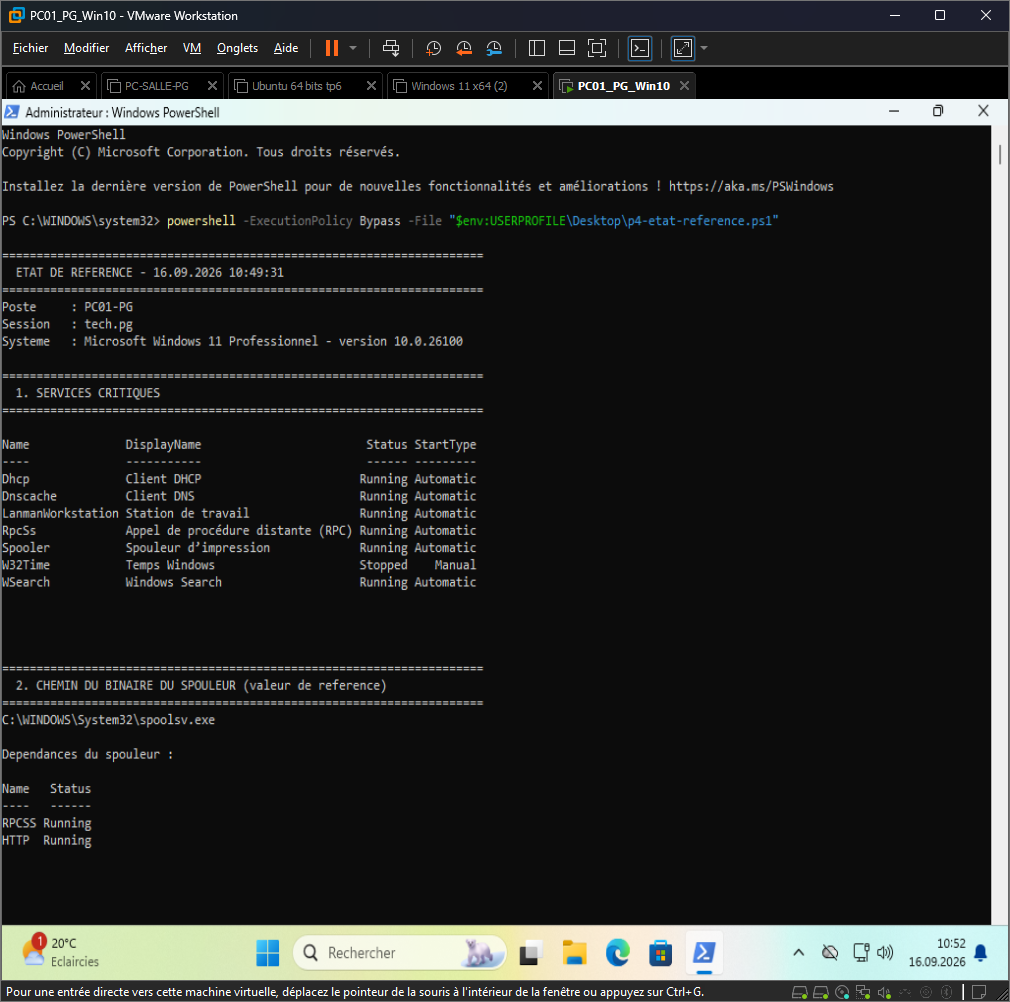 PC01_PG_Win10 - VMware Workstation
Fichier Modifier Afficher VM Onglets Aide
Accueil PC-SALLE-PG Ubuntu 64 bits tp6 Windows 11 x64 (2) PC01_PG_Win10
Administrateur : Windows PowerShell
Windows PowerShell
Copyright (C) Microsoft Corporation. Tous droits réservés.
Installez la dernière version de PowerShell pour de nouvelles fonctionnalités et améliorations ! https://aka.ms/PSWindows
PS C:\WINDOWS\system32> powershell -ExecutionPolicy Bypass -File "$env:USERPROFILE\Desktop\p4-etat-reference.ps1"
======================================================================
ETAT DE REFERENCE - 16.09.2026 10:49:31
======================================================================
Poste : PC01-PG
Session : tech.pg
Systeme : Microsoft Windows 11 Professionnel - version 10.0.26100
======================================================================
1. SERVICES CRITIQUES
======================================================================
Name DisplayName Status StartType
---- ----------- ------ ---------
Dhcp Client DHCP Running Automatic
Dnscache Client DNS Running Automatic
LanmanWorkstation Station de travail Running Automatic
RpcSs Appel de procédure distante (RPC) Running Automatic
Spooler Spouleur d’impression Running Automatic
W32Time Temps Windows Stopped Manual
WSearch Windows Search Running Automatic
======================================================================
2. CHEMIN DU BINAIRE DU SPOULEUR (valeur de reference)
======================================================================
C:\WINDOWS\System32\spoolsv.exe
Dependances du spouleur :
Name Status
---- ------
RPCSS Running
HTTP Running
1
20°C
Eclaircies
Rechercher
10:52
16.09.2026
Pour une entrée directe vers cette machine virtuelle, déplacez le pointeur de la souris à l'intérieur de la fenêtre ou appuyez sur Ctrl+G.